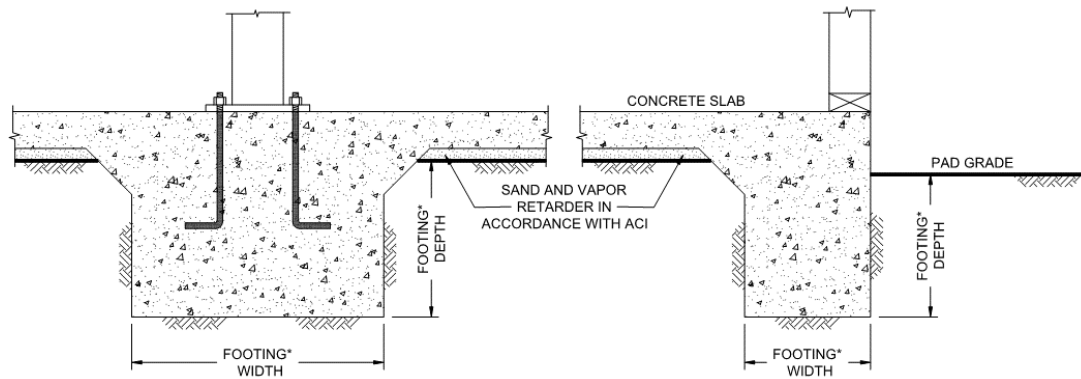 CONCRETE SLAB
PAD GRADE
SAND AND VAPOR
RETARDER IN
ACCORDANCE WITH ACI
FOOTING*
DEPTH
FOOTING*
DEPTH
FOOTING*
WIDTH
FOOTING*
WIDTH